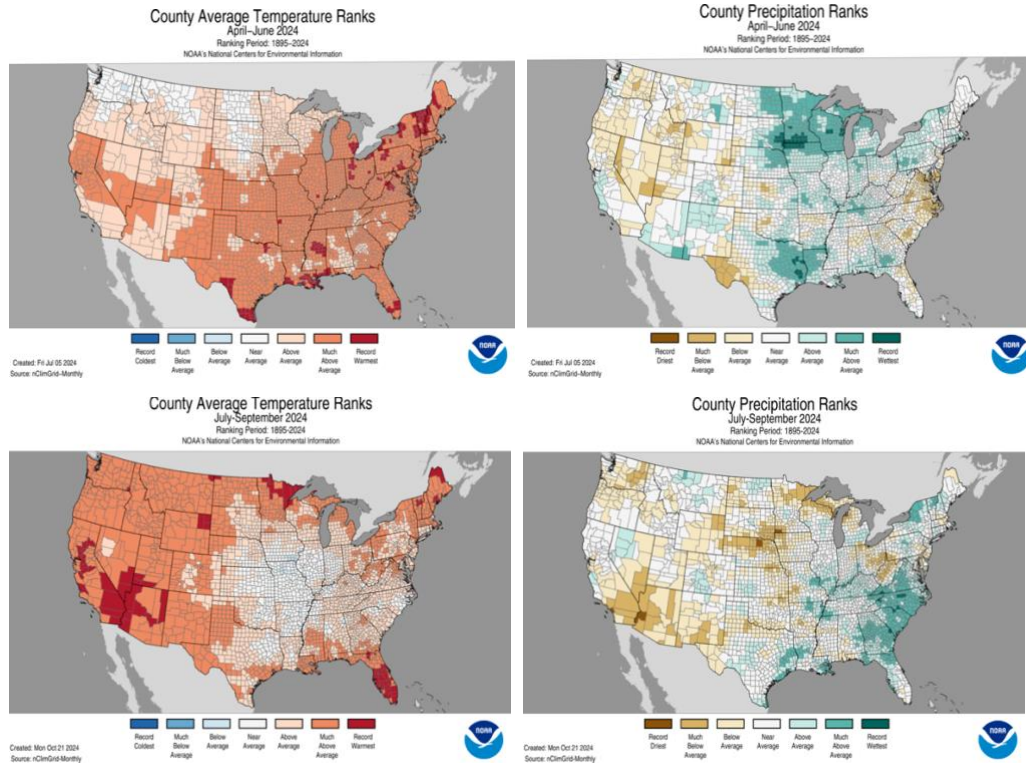 County Average Temperature Ranks
April–June 2024
Ranking Period: 1895–2024
NOAA's National Centers for Environmental Information
Record Coldest
Much Below Average
Below Average
Near Average
Above Average
Much Above Average
Record Warmest
Created: Fri Jul 05 2024
Source: nClimGrid–Monthly
NOAA
County Precipitation Ranks
April–June 2024
Ranking Period: 1895–2024
NOAA's National Centers for Environmental Information
Record Driest
Much Below Average
Below Average
Near Average
Above Average
Much Above Average
Record Wettest
Created: Fri Jul 05 2024
Source: nClimGrid–Monthly
NOAA
County Average Temperature Ranks
July-September 2024
Ranking Period: 1895-2024
NOAA's National Centers for Environmental Information
Record Coldest
Much Below Average
Below Average
Near Average
Above Average
Much Above Average
Record Warmest
Created: Mon Oct 21 2024
Source: nClimGrid-Monthly
NOAA
County Precipitation Ranks
July-September 2024
Ranking Period: 1895-2024
NOAA's National Centers for Environmental Information
Record Driest
Much Below Average
Below Average
Near Average
Above Average
Much Above Average
Record Wettest
Created: Mon Oct 21 2024
Source: nClimGrid-Monthly
NOAA